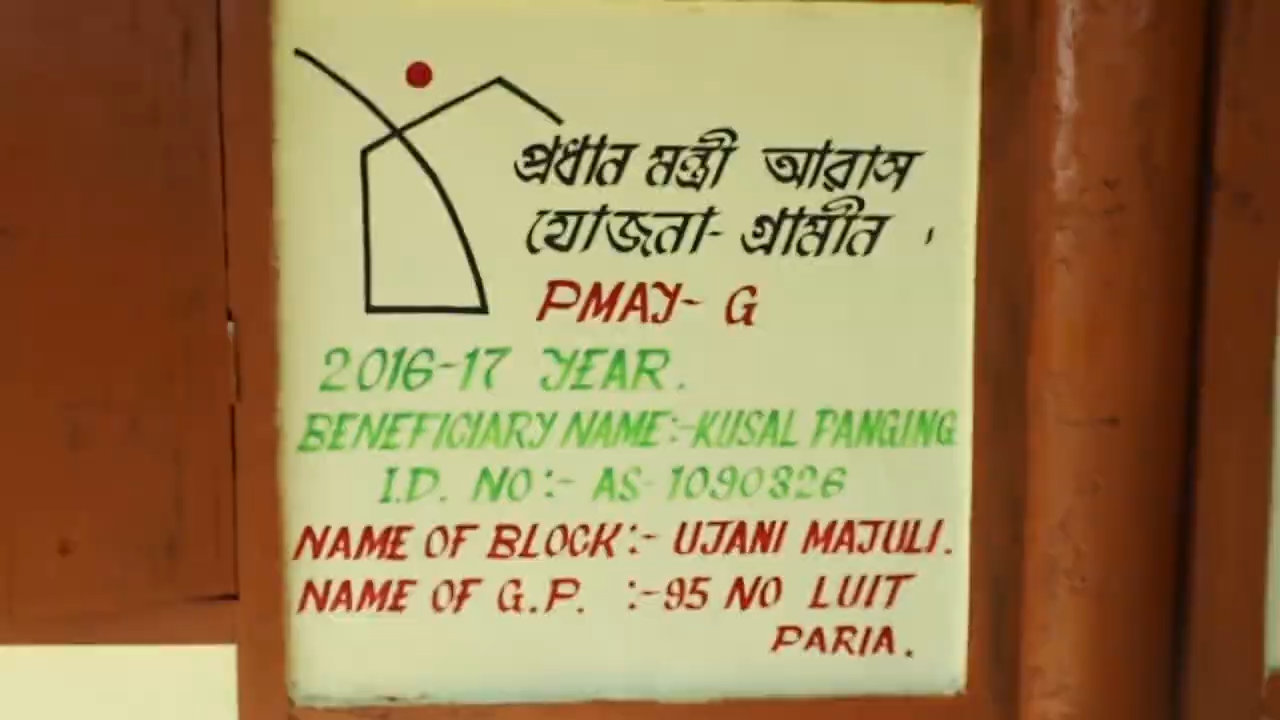 প্রধান মন্ত্রী আৱাস
যোজনা- গ্রামীন
PMAY- G
2016-17 YEAR.
BENEFICIARY NAME:-KUSAL PANGING
I.D. NO:- AS-1090326
NAME OF BLOCK:- UJANI MAJULI.
NAME OF G.P. :-95 NO LUIT
PARIA.